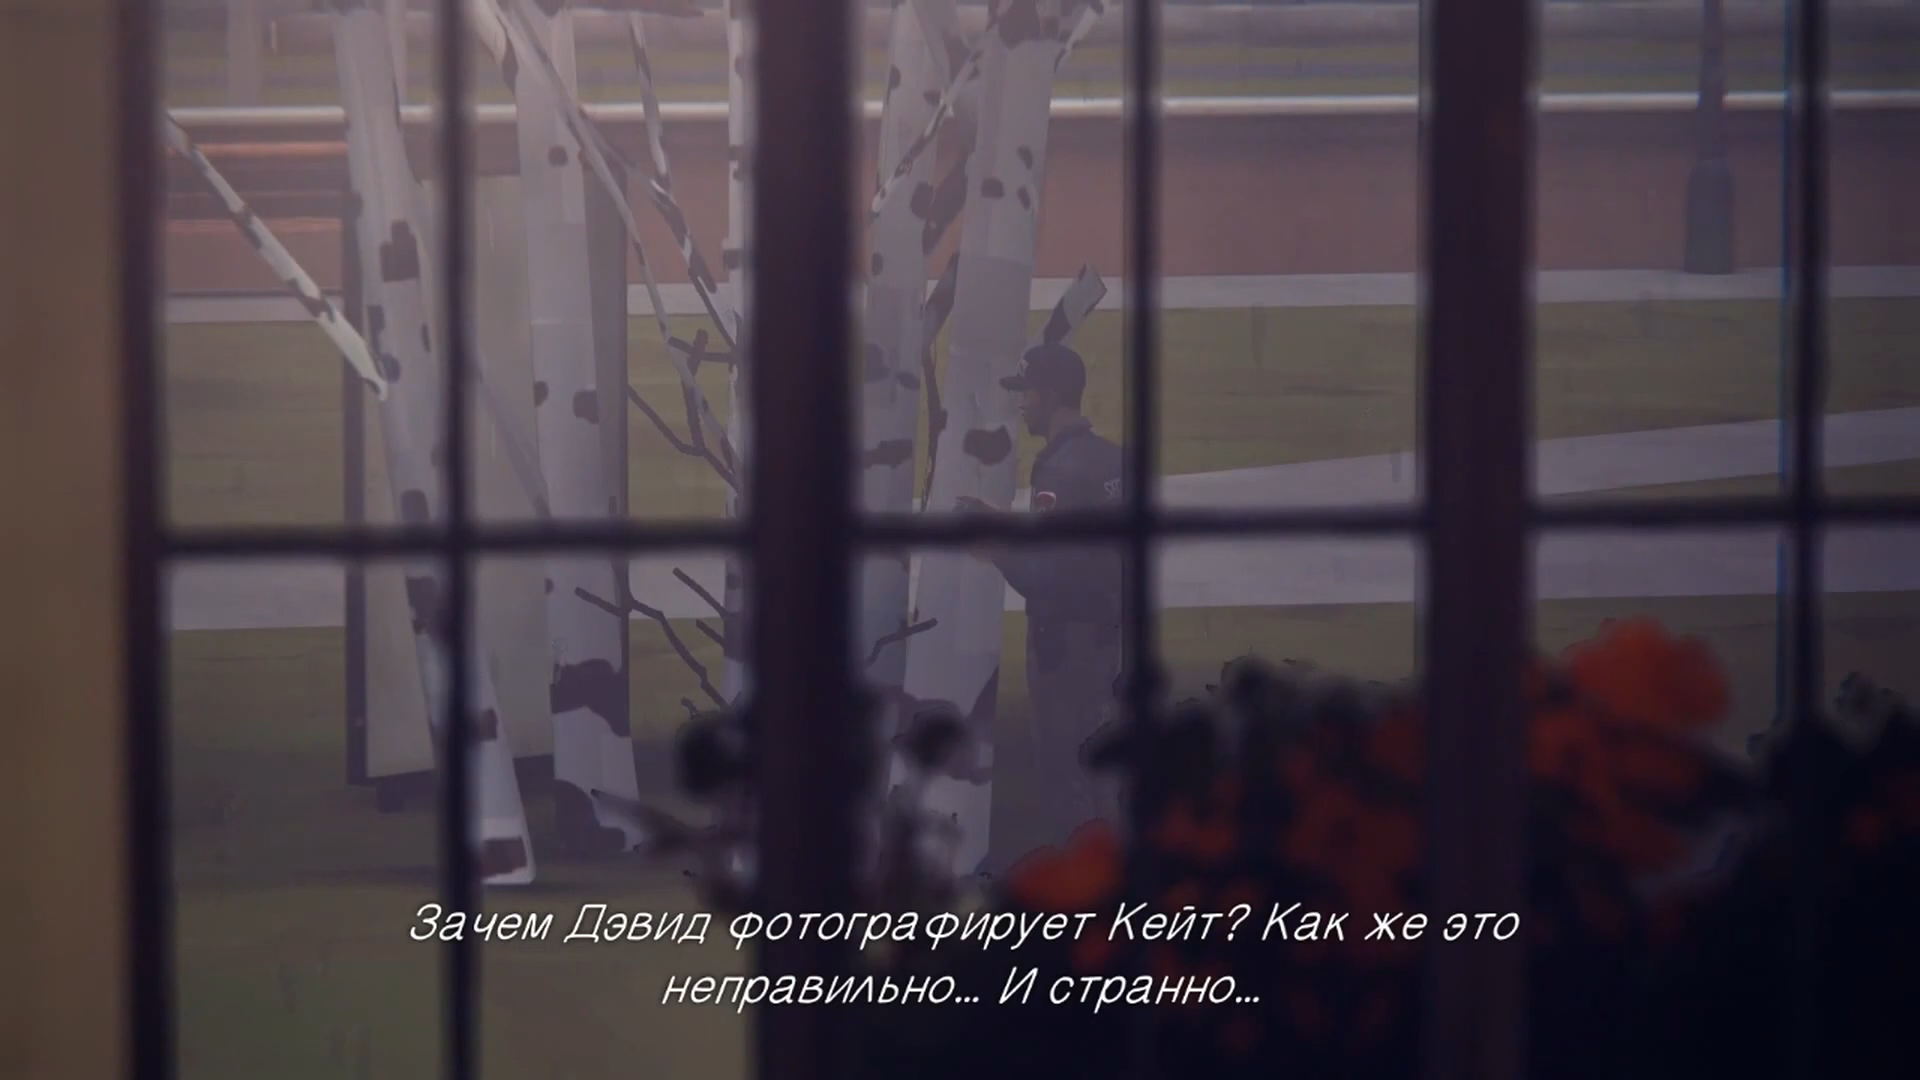 Зачем Дэвид фотографирует Кейт? Как же это
неправильно... И странно...